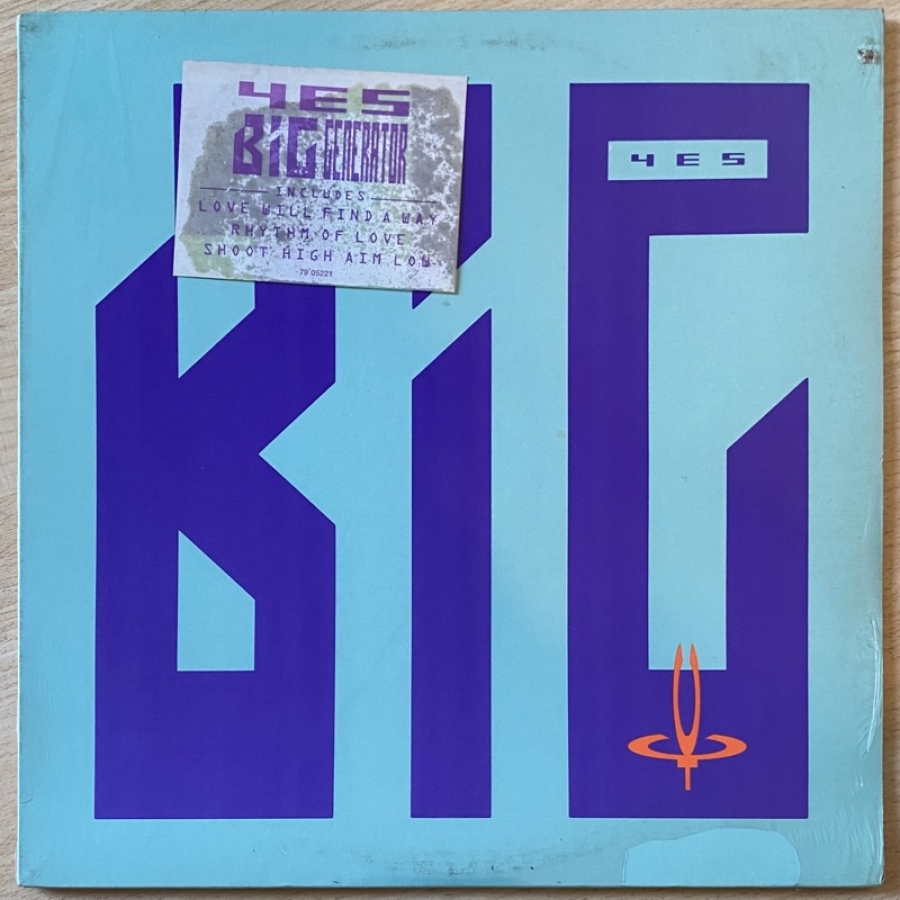 YES
BiG GENERATOR
INCLUDES
LOVE WILL FIND A WAY
RHYTHM OF LOVE
SHOOT HIGH AIM LOW
79 05221
YES
BiG